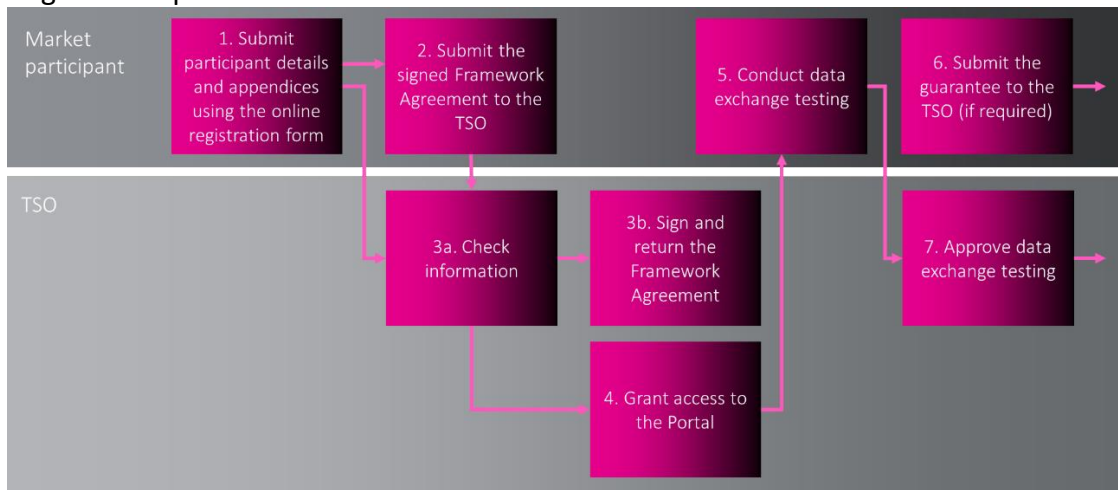 Market
participant
1. Submit
participant details
and appendices
using the online
registration form
2. Submit the
signed Framework
Agreement to the
TSO
5. Conduct data
exchange testing
6. Submit the
guarantee to the
TSO (if required)
TSO
3a. Check
information
3b. Sign and
return the
Framework
Agreement
7. Approve data
exchange testing
4. Grant access to
the Portal